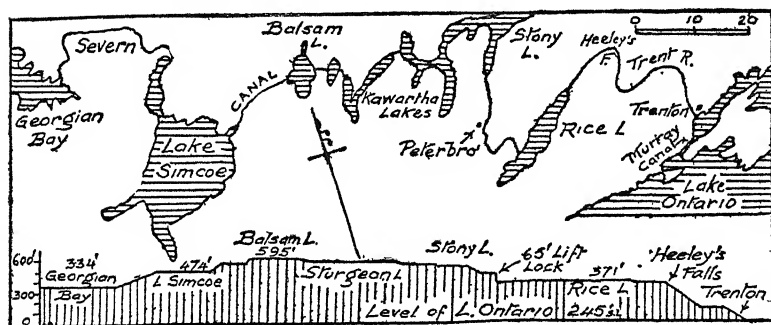 Severn
Georgian
Bay
Lake
Simcoe
CANAL
Balsam
L.
Kawartha
Lakes
Stony
L.
Peterbro'
Heeley's
F.
Trent R.
Rice L
Trenton
Murray
Canal
Lake
Ontario
0 10 20
600'
300
0
334'
Georgian
Bay
474'
L Simcoe
Balsam L.
595'
Sturgeon L
Stony L.
65' Lift
Lock
371'
Rice L
Heeley's
Falls
Trenton
Level of L. Ontario 245½'